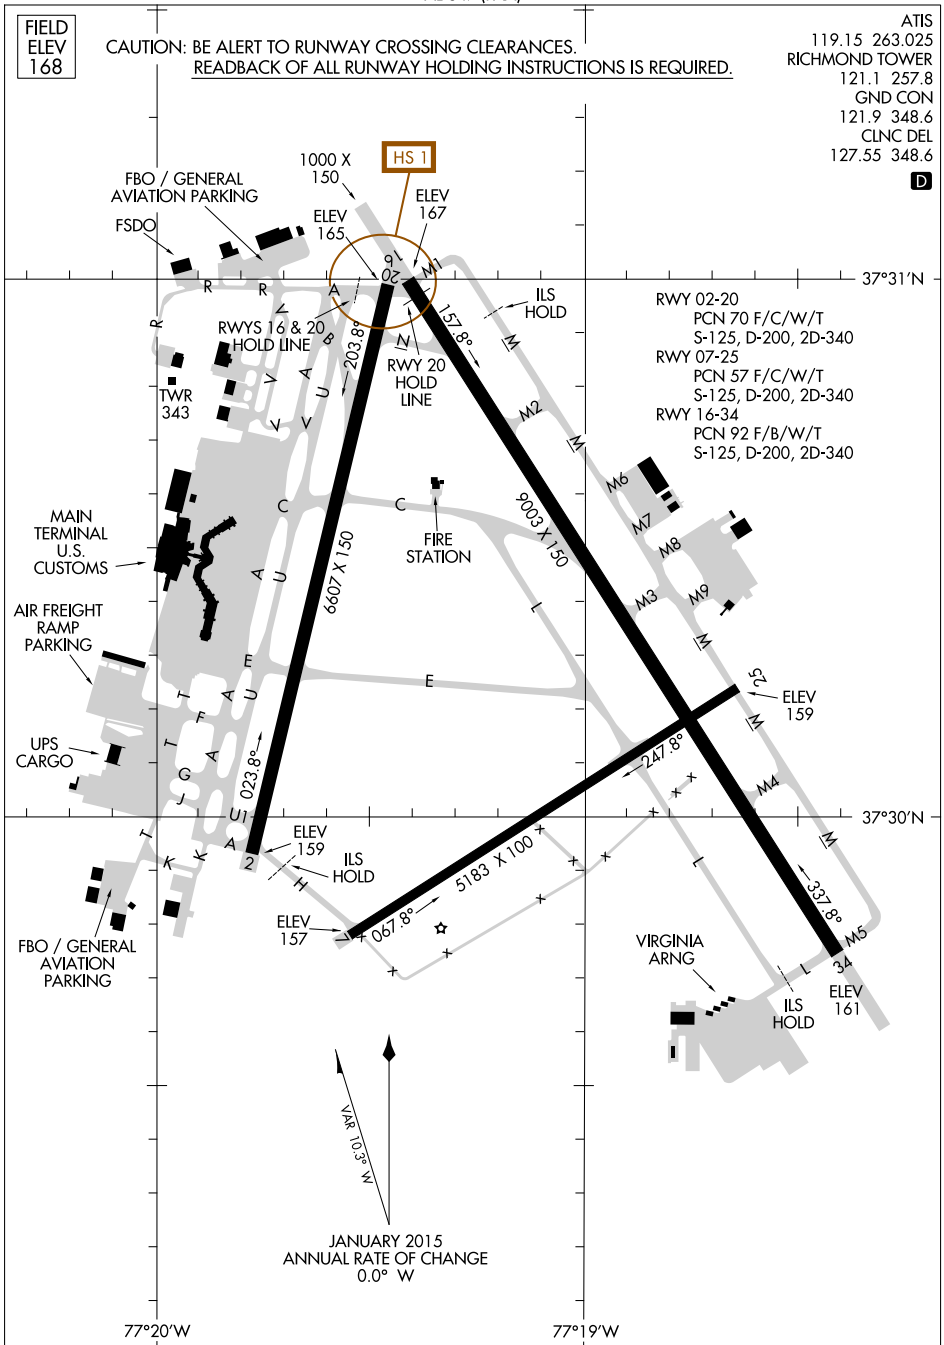 FIELD
ELEV
168
CAUTION: BE ALERT TO RUNWAY CROSSING CLEARANCES.
READBACK OF ALL RUNWAY HOLDING INSTRUCTIONS IS REQUIRED.
ATIS
119.15 263.025
RICHMOND TOWER
121.1 257.8
GND CON
121.9 348.6
CLNC DEL
127.55 348.6
D
HS 1
1000 X
150
FBO / GENERAL
AVIATION PARKING
FSDO
ELEV
165
ELEV
167
16
20
M1
37°31'N
R
R
R
A
V
ILS
HOLD
RWYS 16 & 20
HOLD LINE
B
203.8°
157.8°
N
M
RWY 02-20
PCN 70 F/C/W/T
S-125, D-200, 2D-340
RWY 07-25
PCN 57 F/C/W/T
S-125, D-200, 2D-340
RWY 16-34
PCN 92 F/B/W/T
S-125, D-200, 2D-340
RWY 20
HOLD
LINE
TWR
343
V
A
U
V
V
M2
M
M6
M7
M8
M9
M3
C
C
9003 X 150
FIRE
STATION
MAIN
TERMINAL
U.S.
CUSTOMS
6607 X 150
A
U
L
AIR FREIGHT
RAMP
PARKING
M
E
E
T
F
A
U
25
ELEV
159
M
T
A
G
J
UPS
CARGO
023.8°
247.8°
M4
M
37°30'N
U1
T
K
K
A
2
ELEV
159
ILS
HOLD
H
5183 X 100
L
ELEV
157
7
067.8°
337.8°
FBO / GENERAL
AVIATION
PARKING
VIRGINIA
ARNG
M5
34
L
ILS
HOLD
ELEV
161
VAR 10.3° W
JANUARY 2015
ANNUAL RATE OF CHANGE
0.0° W
77°20'W
77°19'W